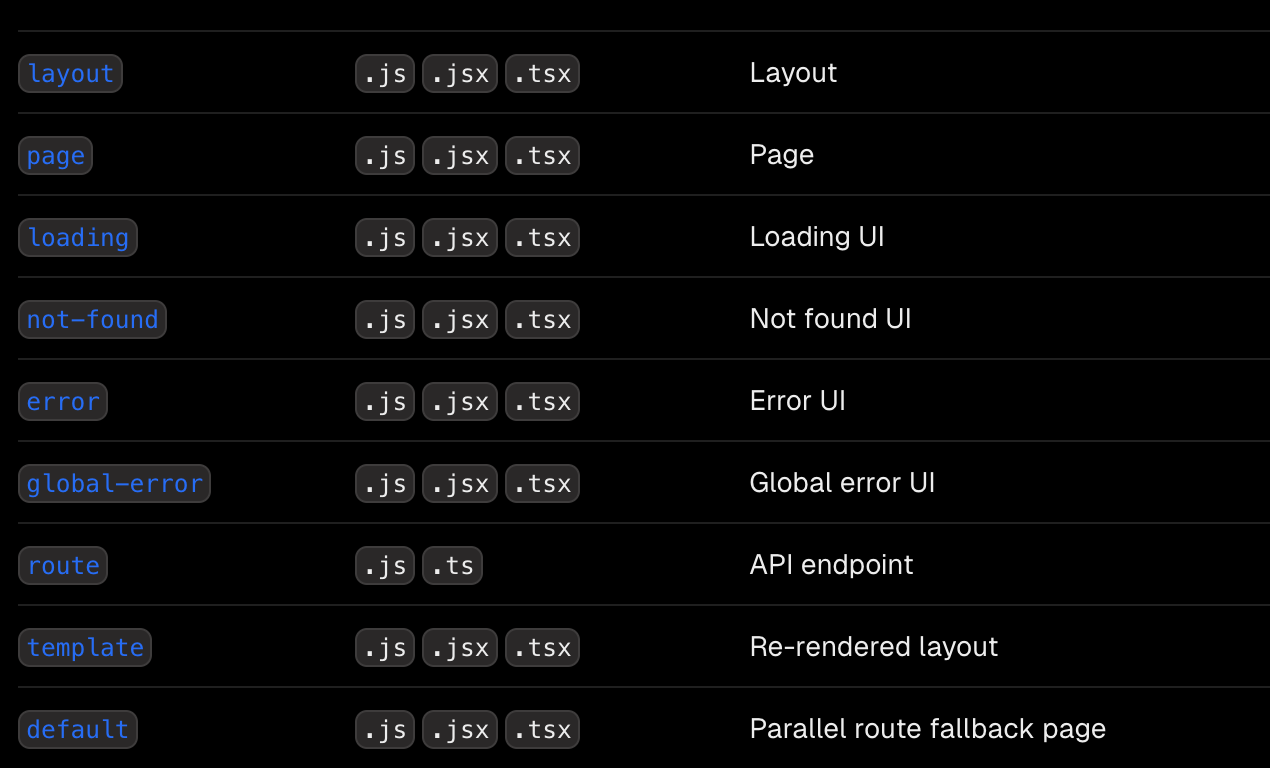 layout .js .jsx .tsx Layout
page .js .jsx .tsx Page
loading .js .jsx .tsx Loading UI
not-found .js .jsx .tsx Not found UI
error .js .jsx .tsx Error UI
global-error .js .jsx .tsx Global error UI
route .js .ts API endpoint
template .js .jsx .tsx Re-rendered layout
default .js .jsx .tsx Parallel route fallback page